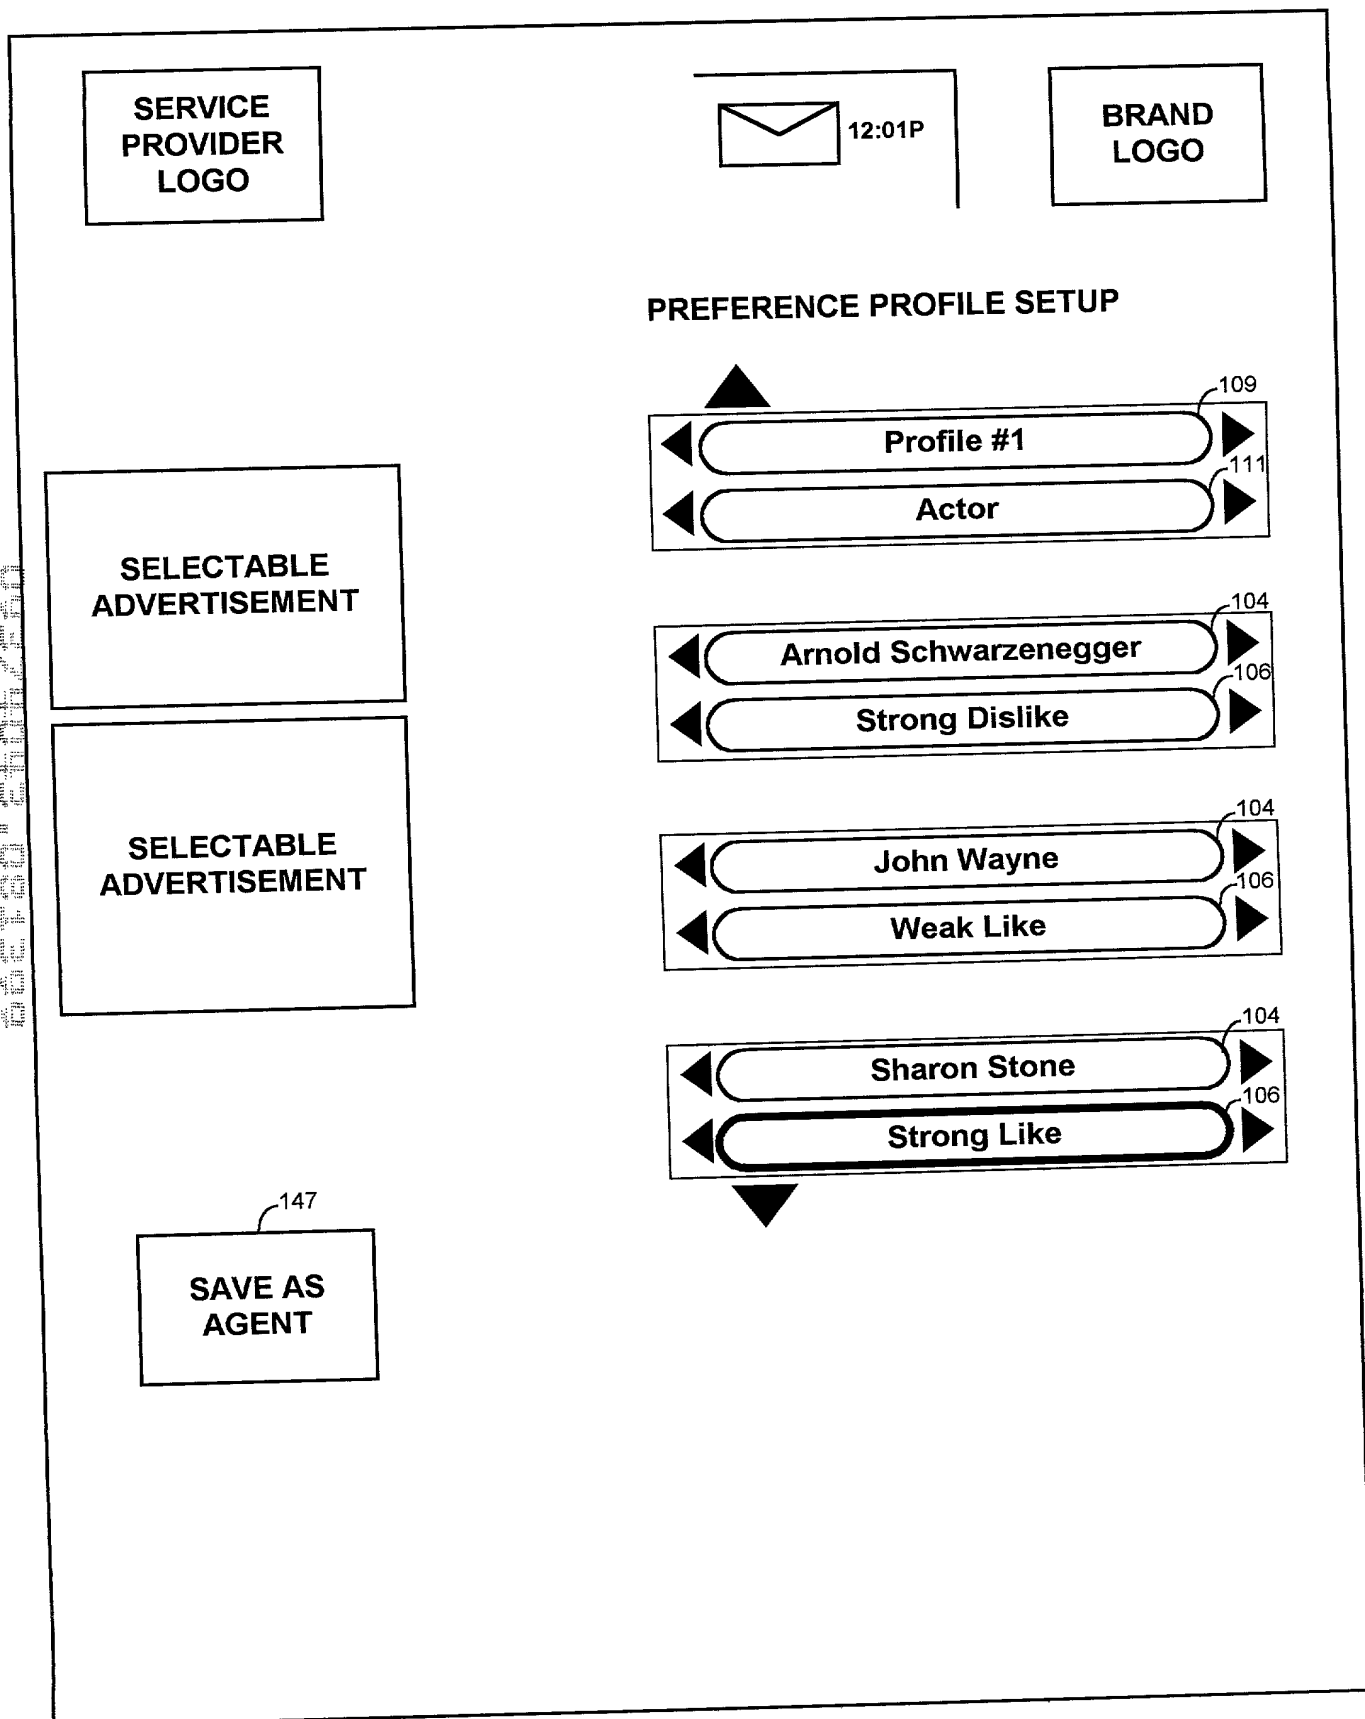 SERVICE
PROVIDER
LOGO
12:01P
BRAND
LOGO
PREFERENCE PROFILE SETUP
109
Profile #1
111
Actor
SELECTABLE
ADVERTISEMENT
104
Arnold Schwarzenegger
106
Strong Dislike
SELECTABLE
ADVERTISEMENT
104
John Wayne
106
Weak Like
104
Sharon Stone
106
Strong Like
147
SAVE AS
AGENT